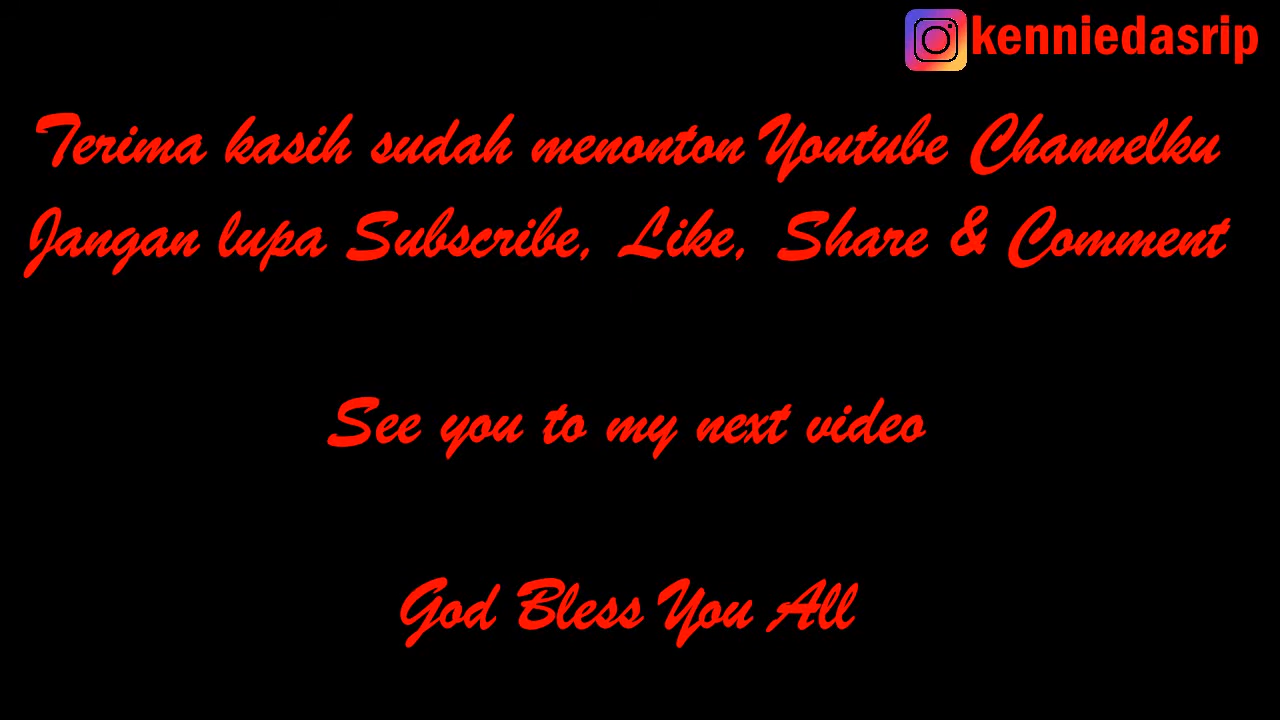 kenniedasrip
Terima kasih sudah menonton Youtube Channelku
Jangan lupa Subscribe, Like, Share & Comment
See you to my next video
God Bless You All